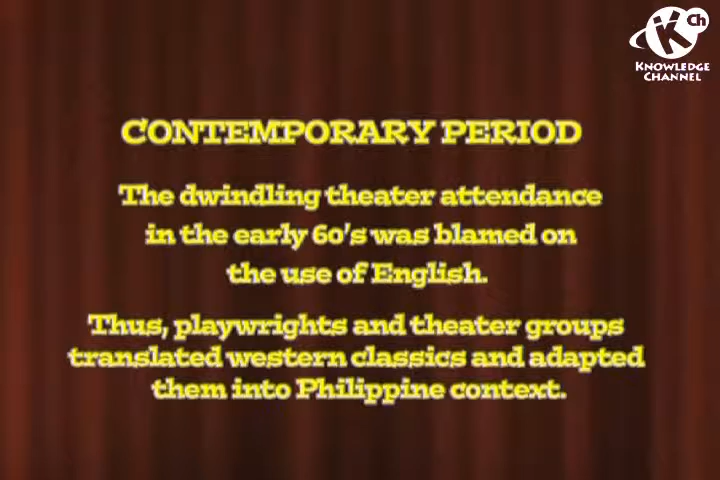 Ch
K
KNOWLEDGE
CHANNEL
CONTEMPORARY PERIOD
The dwindling theater attendance
in the early 60's was blamed on
the use of English.
Thus, playwrights and theater groups
translated western classics and adapted
them into Philippine context.